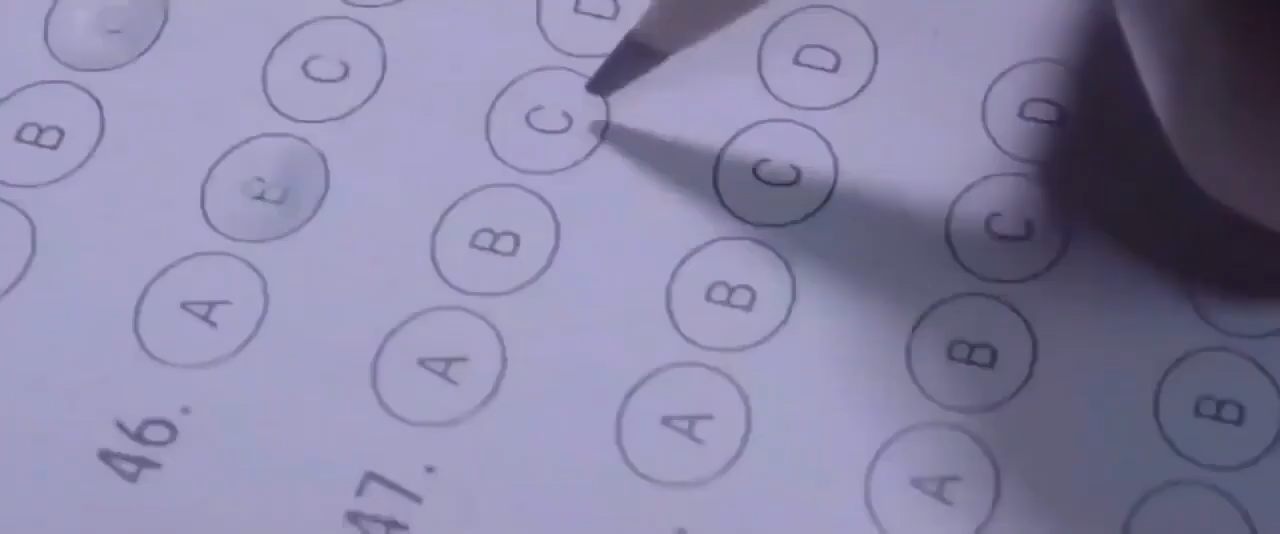 B C
46. A B C
47. A B C D
A B C D
A B C D
B